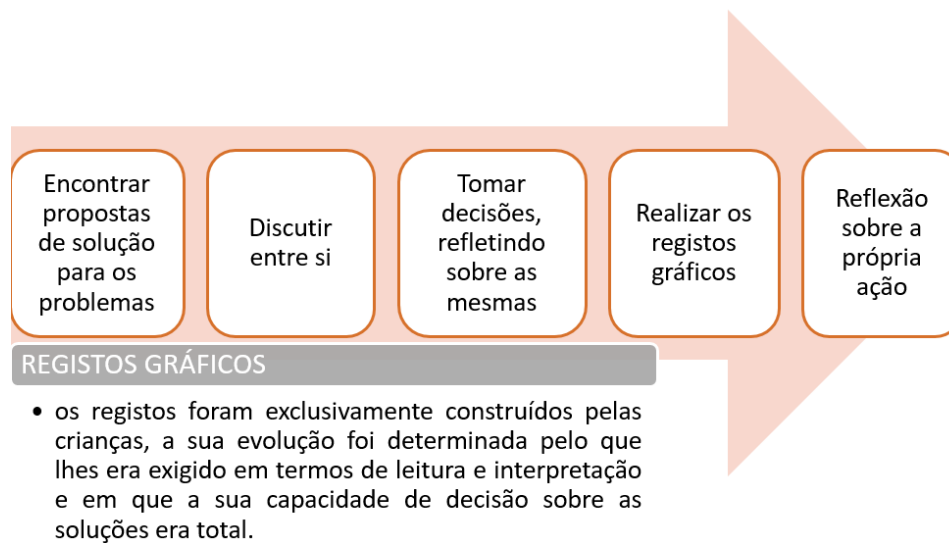 Encontrar
propostas
de solução
para os
problemas
Discutir
entre si
Tomar
decisões,
refletindo
sobre as
mesmas
Realizar os
registos
gráficos
Reflexão
sobre a
própria
ação
REGISTOS GRÁFICOS
• os registos foram exclusivamente construídos pelas
crianças, a sua evolução foi determinada pelo que
lhes era exigido em termos de leitura e interpretação
e em que a sua capacidade de decisão sobre as
soluções era total.